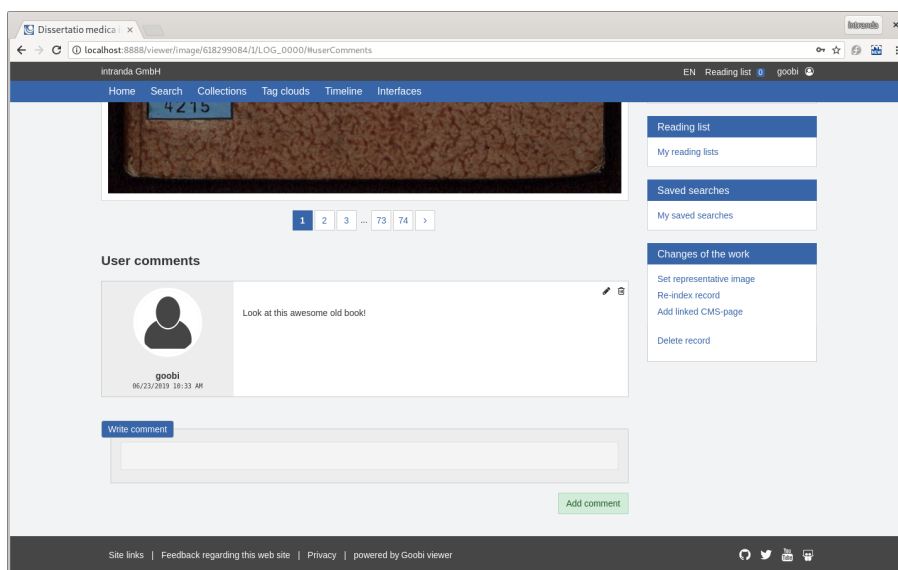 Dissertatio medica i
intranda
localhost:8888/viewer/image/618299084/1/LOG_0000/#userComments
intranda GmbH
EN Reading list 0 goobi
Home Search Collections Tag clouds Timeline Interfaces
4215
Reading list
My reading lists
Saved searches
My saved searches
1 2 3 ... 73 74 ›
Changes of the work
Set representative image
Re-index record
Add linked CMS-page
Delete record
User comments
Look at this awesome old book!
goobi
06/23/2019 10:33 AM
Write comment
Add comment
Site links | Feedback regarding this web site | Privacy | powered by Goobi viewer
You Tube